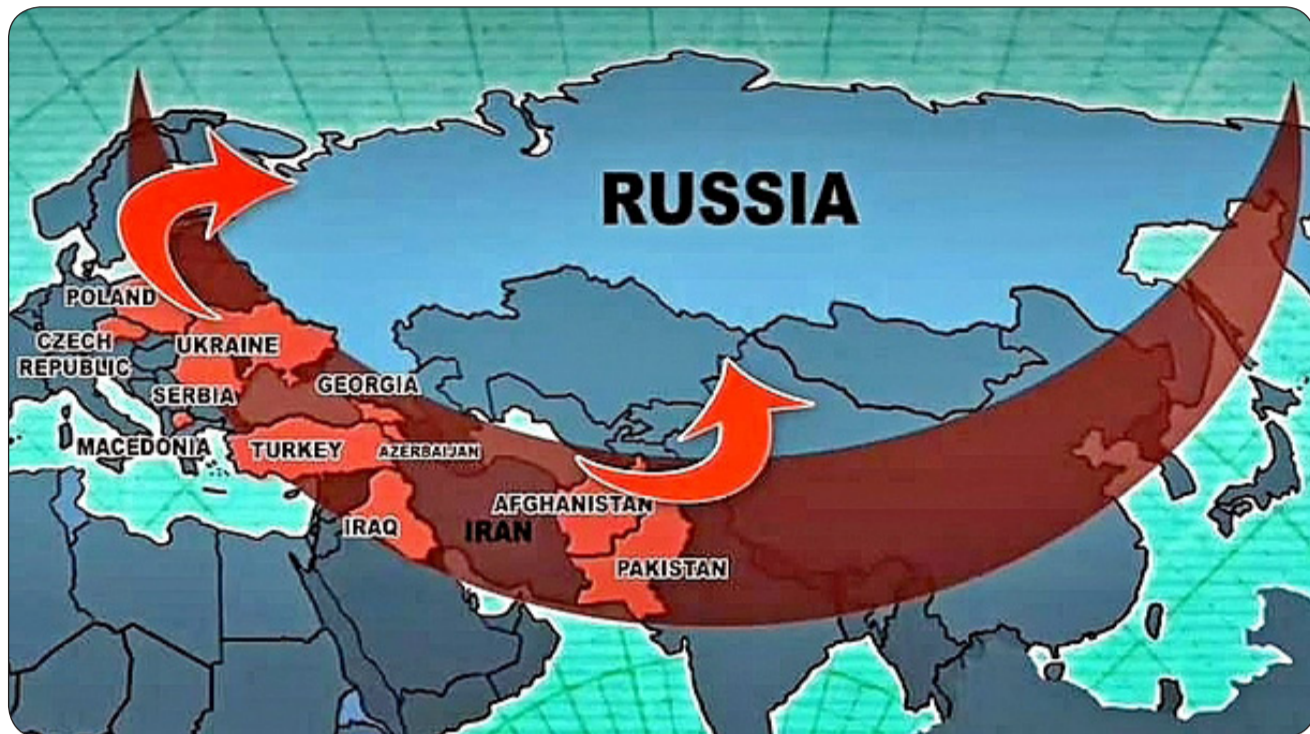 RUSSIA
POLAND
CZECH
REPUBLIC
UKRAINE
SERBIA
GEORGIA
MACEDONIA
TURKEY
AZERBAIJAN
AFGHANISTAN
IRAQ
IRAN
PAKISTAN